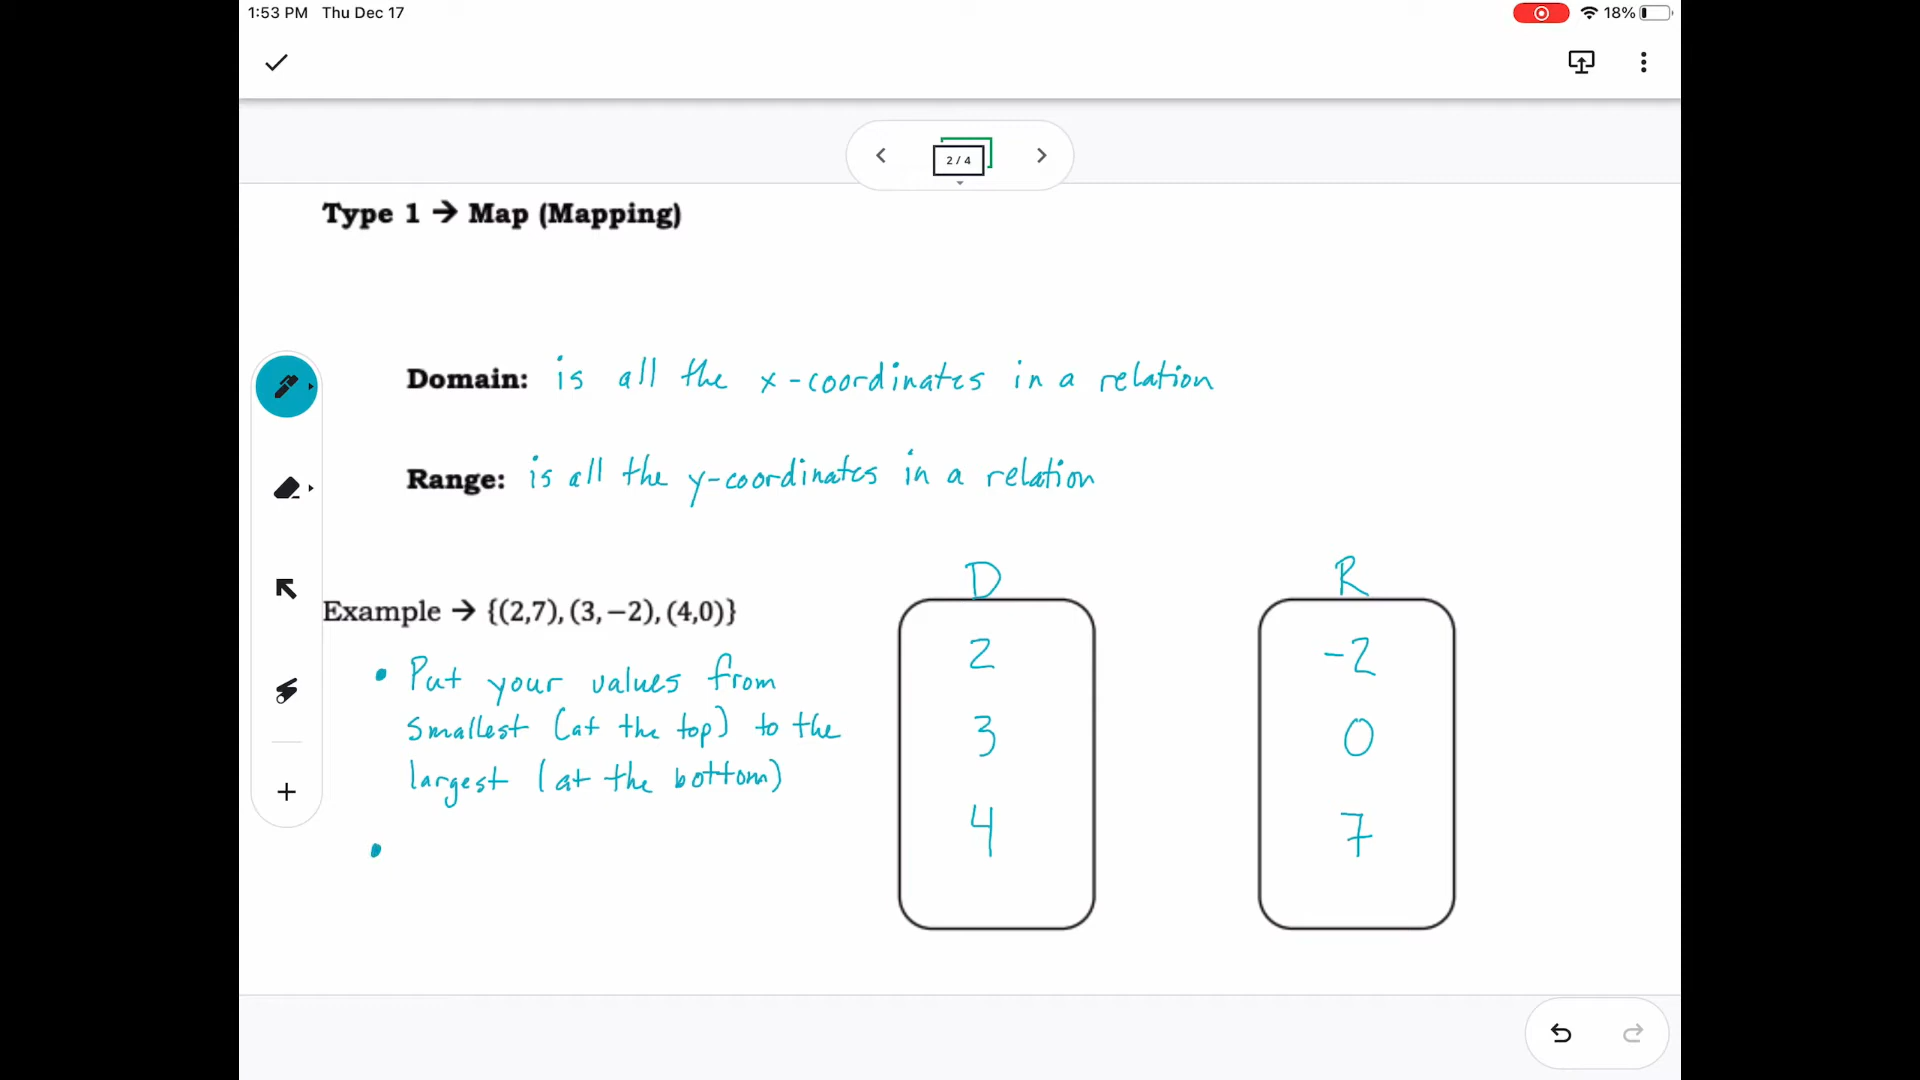 1:53 PM Thu Dec 17
18%
2 / 4
Type 1 → Map (Mapping)
Domain: is all the x-coordinates in a relation
Range: is all the y-coordinates in a relation
D R
Example → {(2,7), (3, −2), (4,0)}
2 -2
• Put your values from
smallest (at the top) to the
3 0
largest (at the bottom)
4 7
•